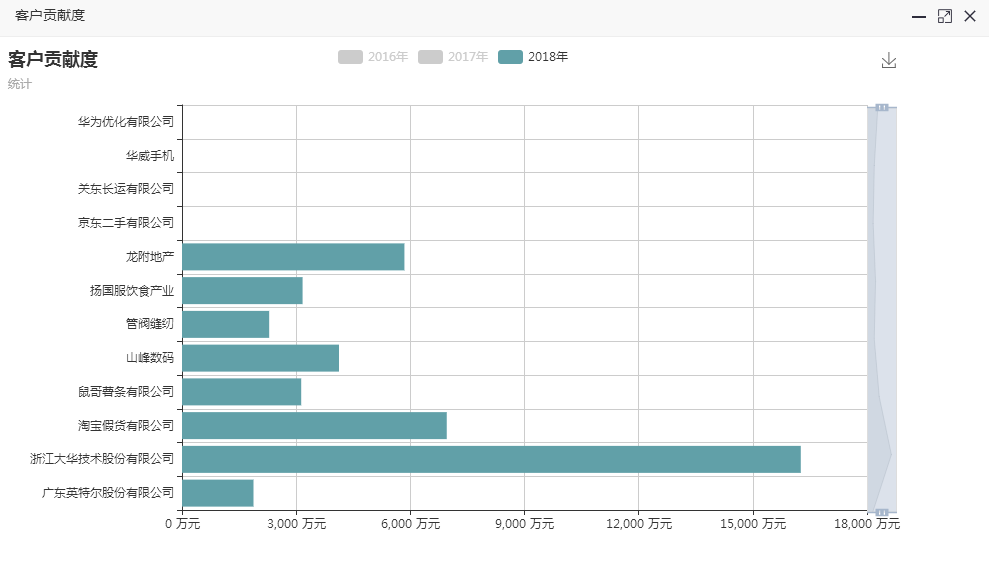 客户贡献度
客户贡献度
统计
2016年 2017年 2018年
华为优化有限公司
华威手机
关东长运有限公司
京东二手有限公司
龙附地产
扬国服饮食产业
管阀缝纫
山峰数码
鼠哥薯条有限公司
淘宝假货有限公司
浙江大华技术股份有限公司
广东英特尔股份有限公司
0 万元 3,000 万元 6,000 万元 9,000 万元 12,000 万元 15,000 万元 18,000 万元